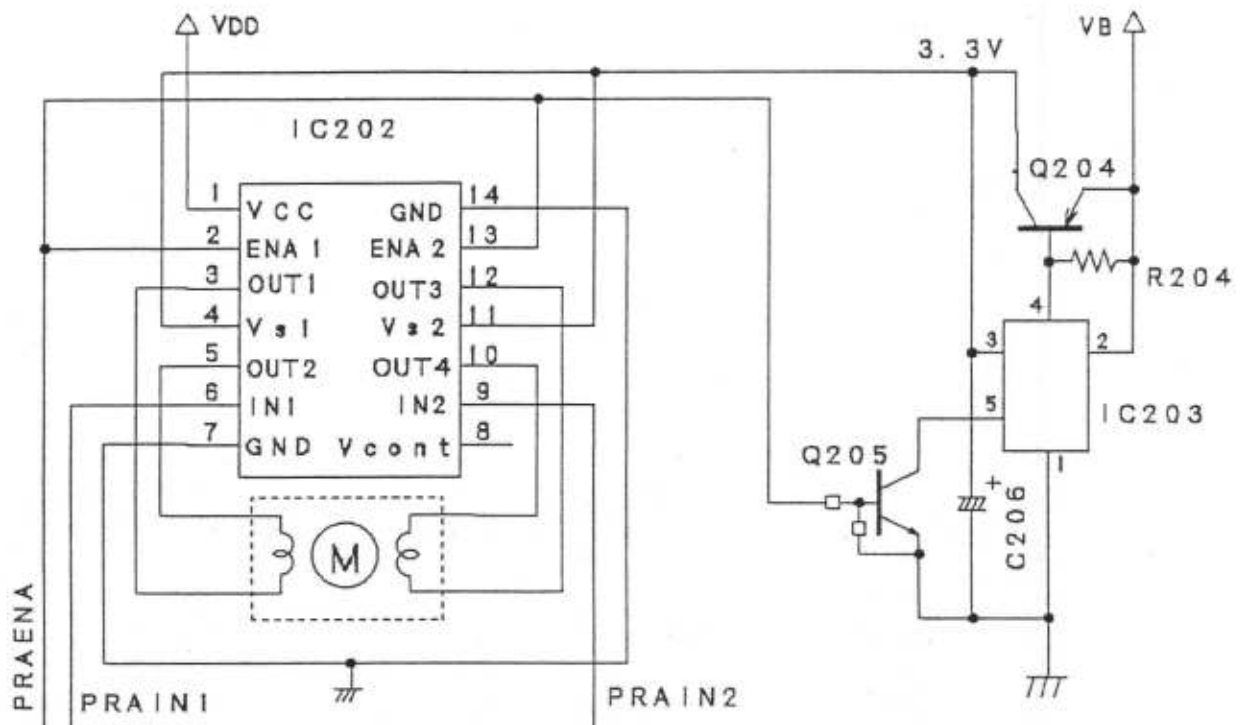 VDD
VB
3.3V
IC202
Q204
1
VCC
GND
14
2
ENA1
ENA2
13
3
OUT1
OUT3
12
4
Vs1
Vs2
11
5
OUT2
OUT4
10
6
IN1
IN2
9
7
GND
Vcont
8
R204
4
3
2
5
IC203
1
Q205
+
C206
M
PRAENA
PRAIN1
PRAIN2